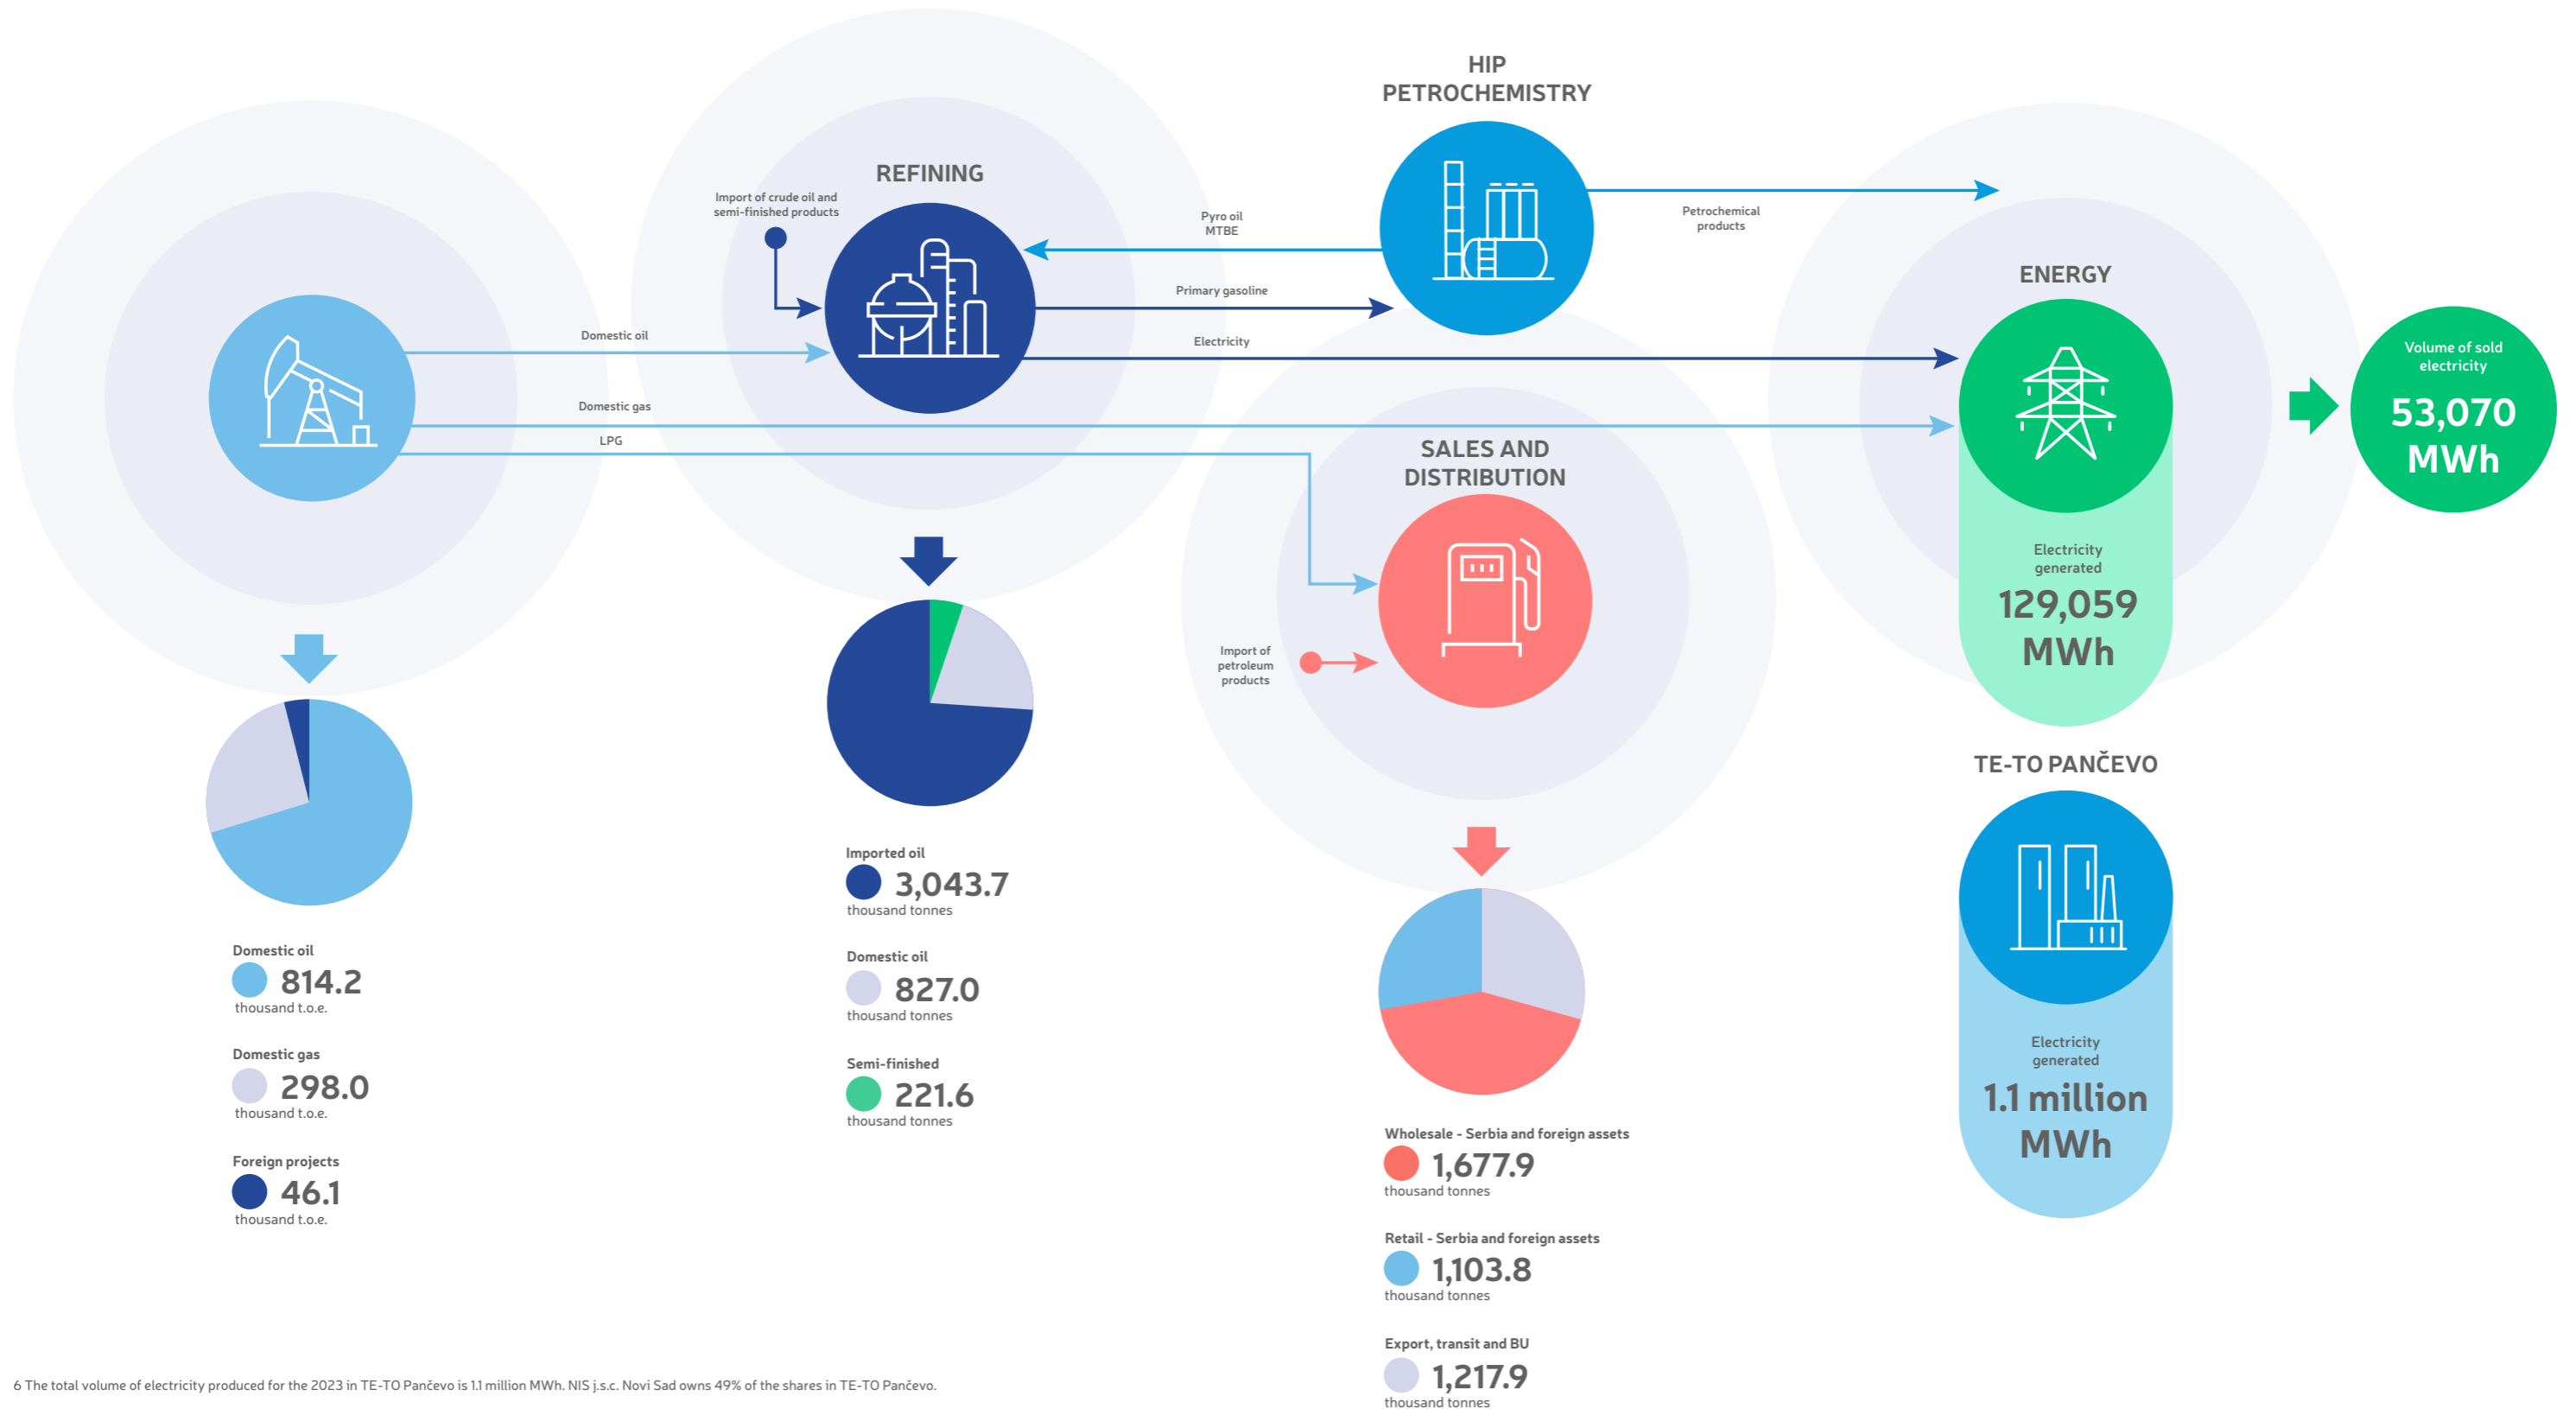 HIP
PETROCHEMISTRY
REFINING
Import of crude oil and
semi-finished products
Pyro oil
MTBE
Petrochemical
products
Primary gasoline
ENERGY
Domestic oil
Electricity
Volume of sold
electricity
53,070
MWh
Domestic gas
LPG
SALES AND
DISTRIBUTION
Import of
petroleum
products
Electricity
generated
129,059
MWh
TE-TO PANČEVO
Electricity
generated
1.1 million
MWh
Domestic oil
814.2
thousand t.o.e.
Domestic gas
298.0
thousand t.o.e.
Foreign projects
46.1
thousand t.o.e.
Imported oil
3,043.7
thousand tonnes
Domestic oil
827.0
thousand tonnes
Semi-finished
221.6
thousand tonnes
Wholesale - Serbia and foreign assets
1,677.9
thousand tonnes
Retail - Serbia and foreign assets
1,103.8
thousand tonnes
Export, transit and BU
1,217.9
thousand tonnes
6 The total volume of electricity produced for the 2023 in TE-TO Pančevo is 1.1 million MWh. NIS j.s.c. Novi Sad owns 49% of the shares in TE-TO Pančevo.